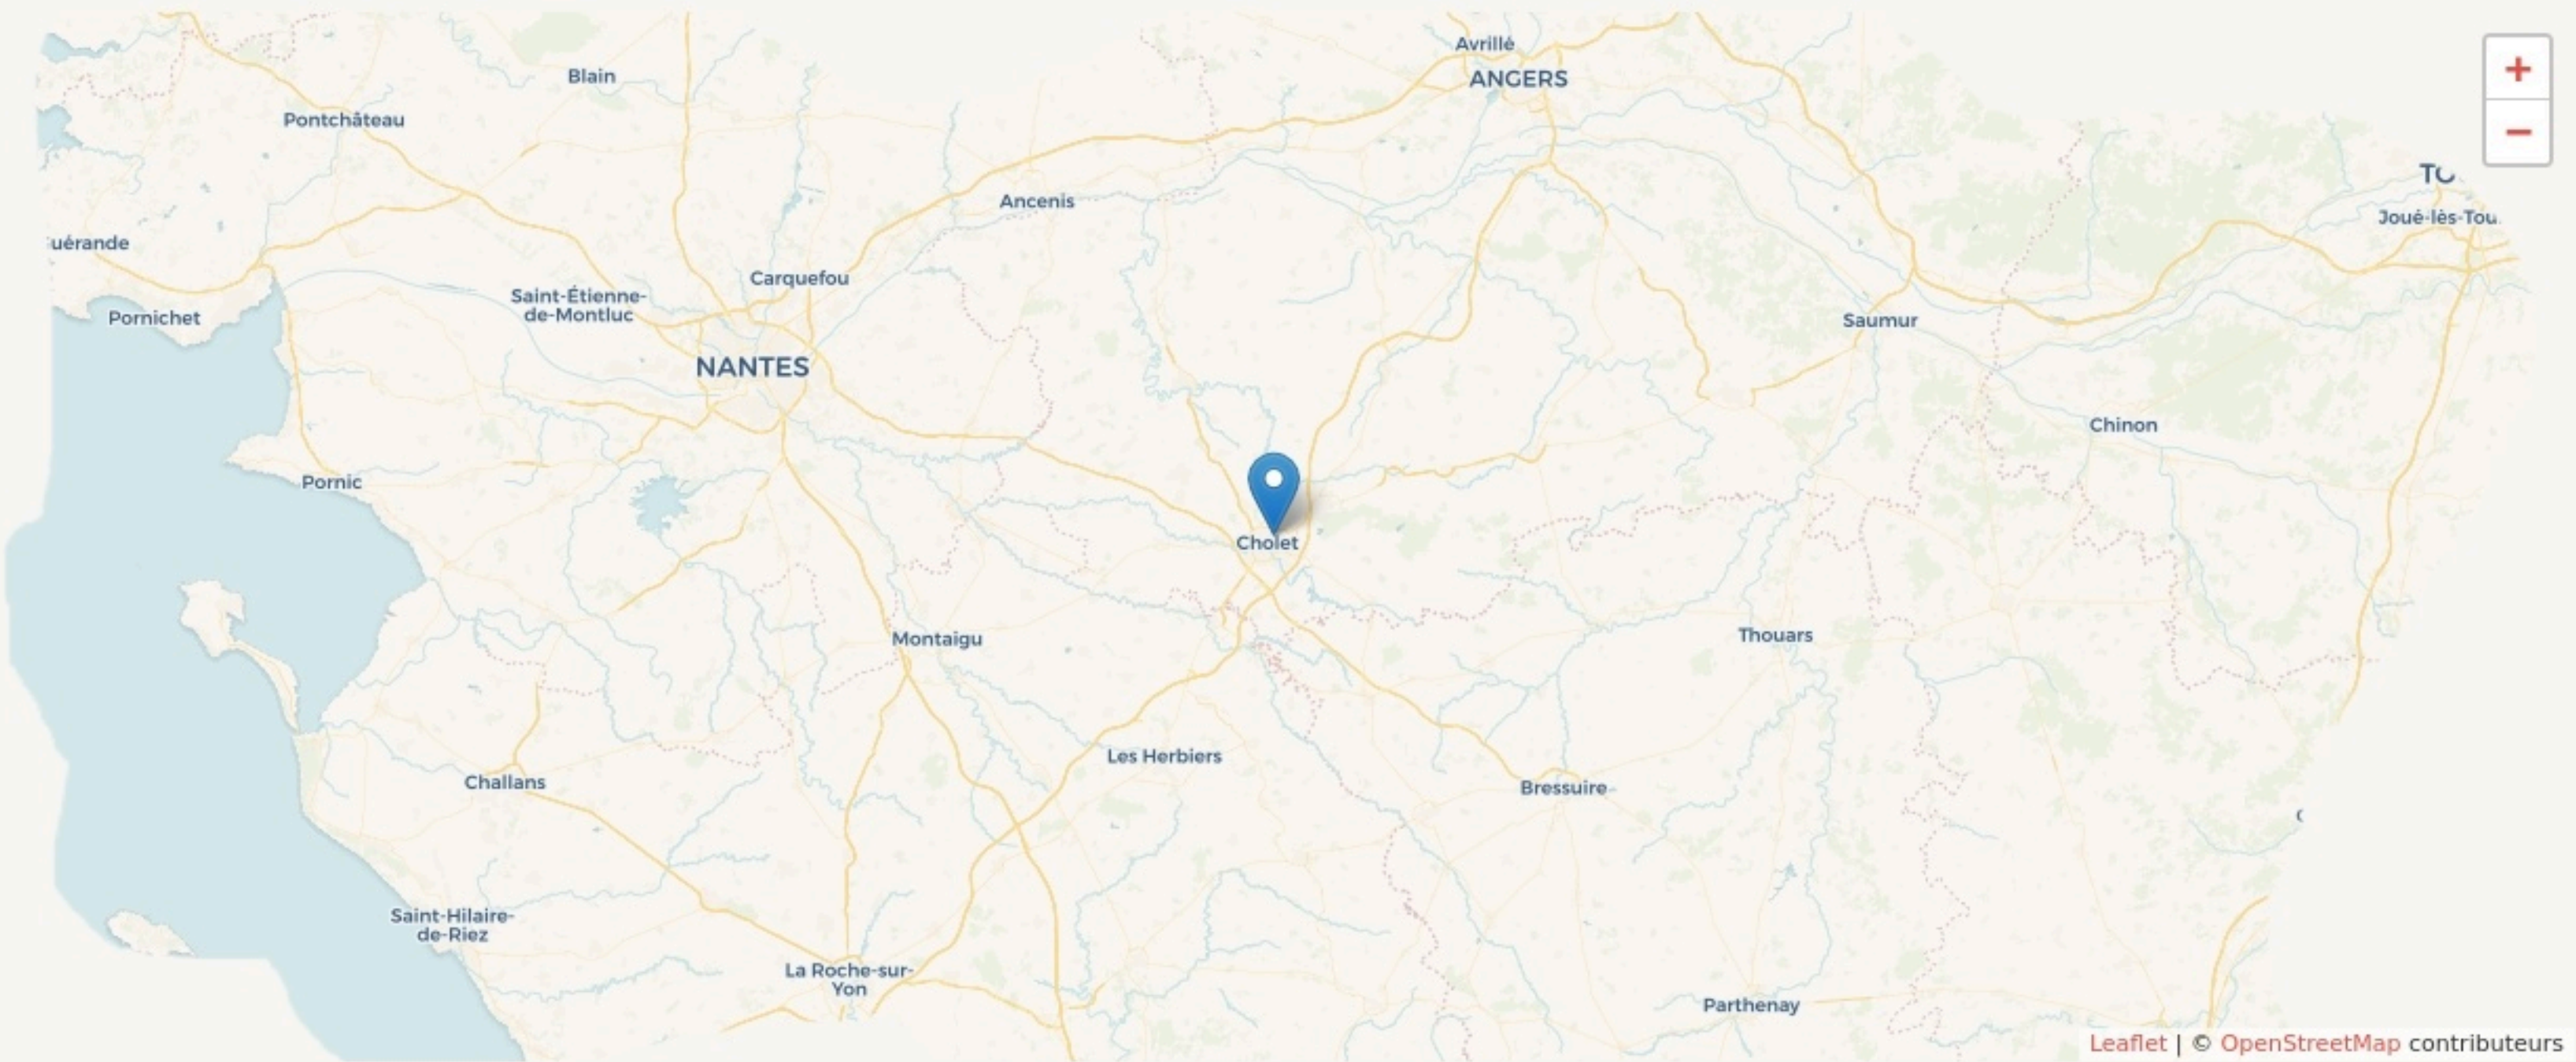 Avrillé
Blain
ANGERS
+
Pontchâteau
−
Ancenis
Joué-lès-Tou
uérande
Carquefou
Saint-Étienne-
de-Montluc
Pornichet
Saumur
NANTES
Chinon
Pornic
Cholet
Montaigu
Thouars
Les Herbiers
Challans
Bressuire
Saint-Hilaire-
de-Riez
La Roche-sur-
Yon
Parthenay
Leaflet | © OpenStreetMap contributeurs